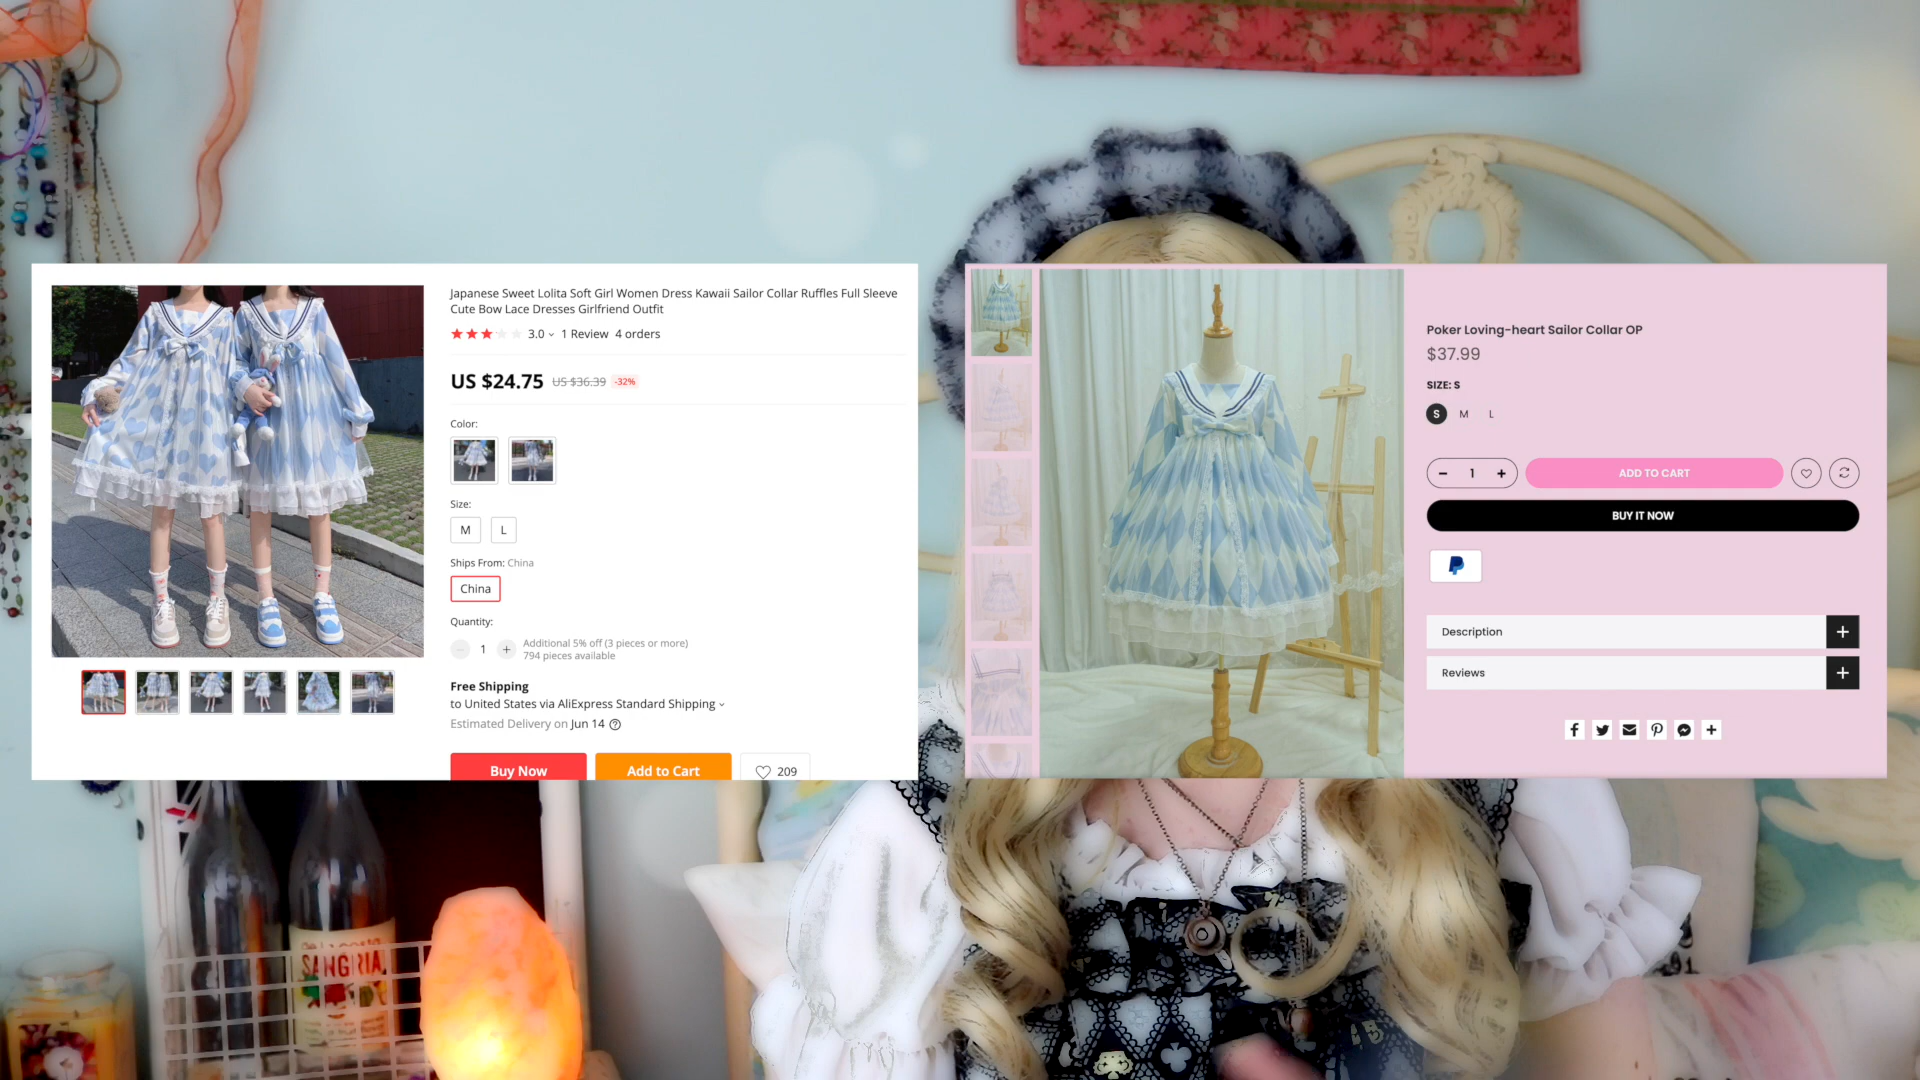 Japanese Sweet Lolita Soft Girl Women Dress Kawaii Sailor Collar Ruffles Full Sleeve
Cute Bow Lace Dresses Girlfriend Outfit
3.0 1 Review 4 orders
US $24.75 US $36.39 -32%
Color:
Size:
M L
Ships From: China
China
Quantity:
1
+
Additional 5% off (3 pieces or more)
794 pieces available
Free Shipping
to United States via AliExpress Standard Shipping
Estimated Delivery on Jun 14 ?
Buy Now Add to Cart 209
Poker Loving-heart Sailor Collar OP
$37.99
SIZE: S
S M L
- 1 + ADD TO CART
BUY IT NOW
Description +
Reviews +
+
SANGRIA